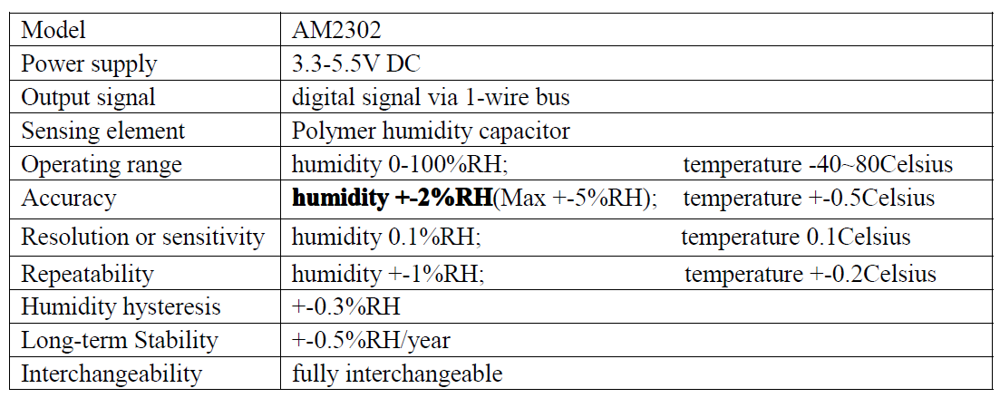 Model AM2302
Power supply 3.3-5.5V DC
Output signal digital signal via 1-wire bus
Sensing element Polymer humidity capacitor
Operating range humidity 0-100%RH; temperature -40~80Celsius
Accuracy humidity +-2%RH(Max +-5%RH); temperature +-0.5Celsius
Resolution or sensitivity humidity 0.1%RH; temperature 0.1Celsius
Repeatability humidity +-1%RH; temperature +-0.2Celsius
Humidity hysteresis +-0.3%RH
Long-term Stability +-0.5%RH/year
Interchangeability fully interchangeable